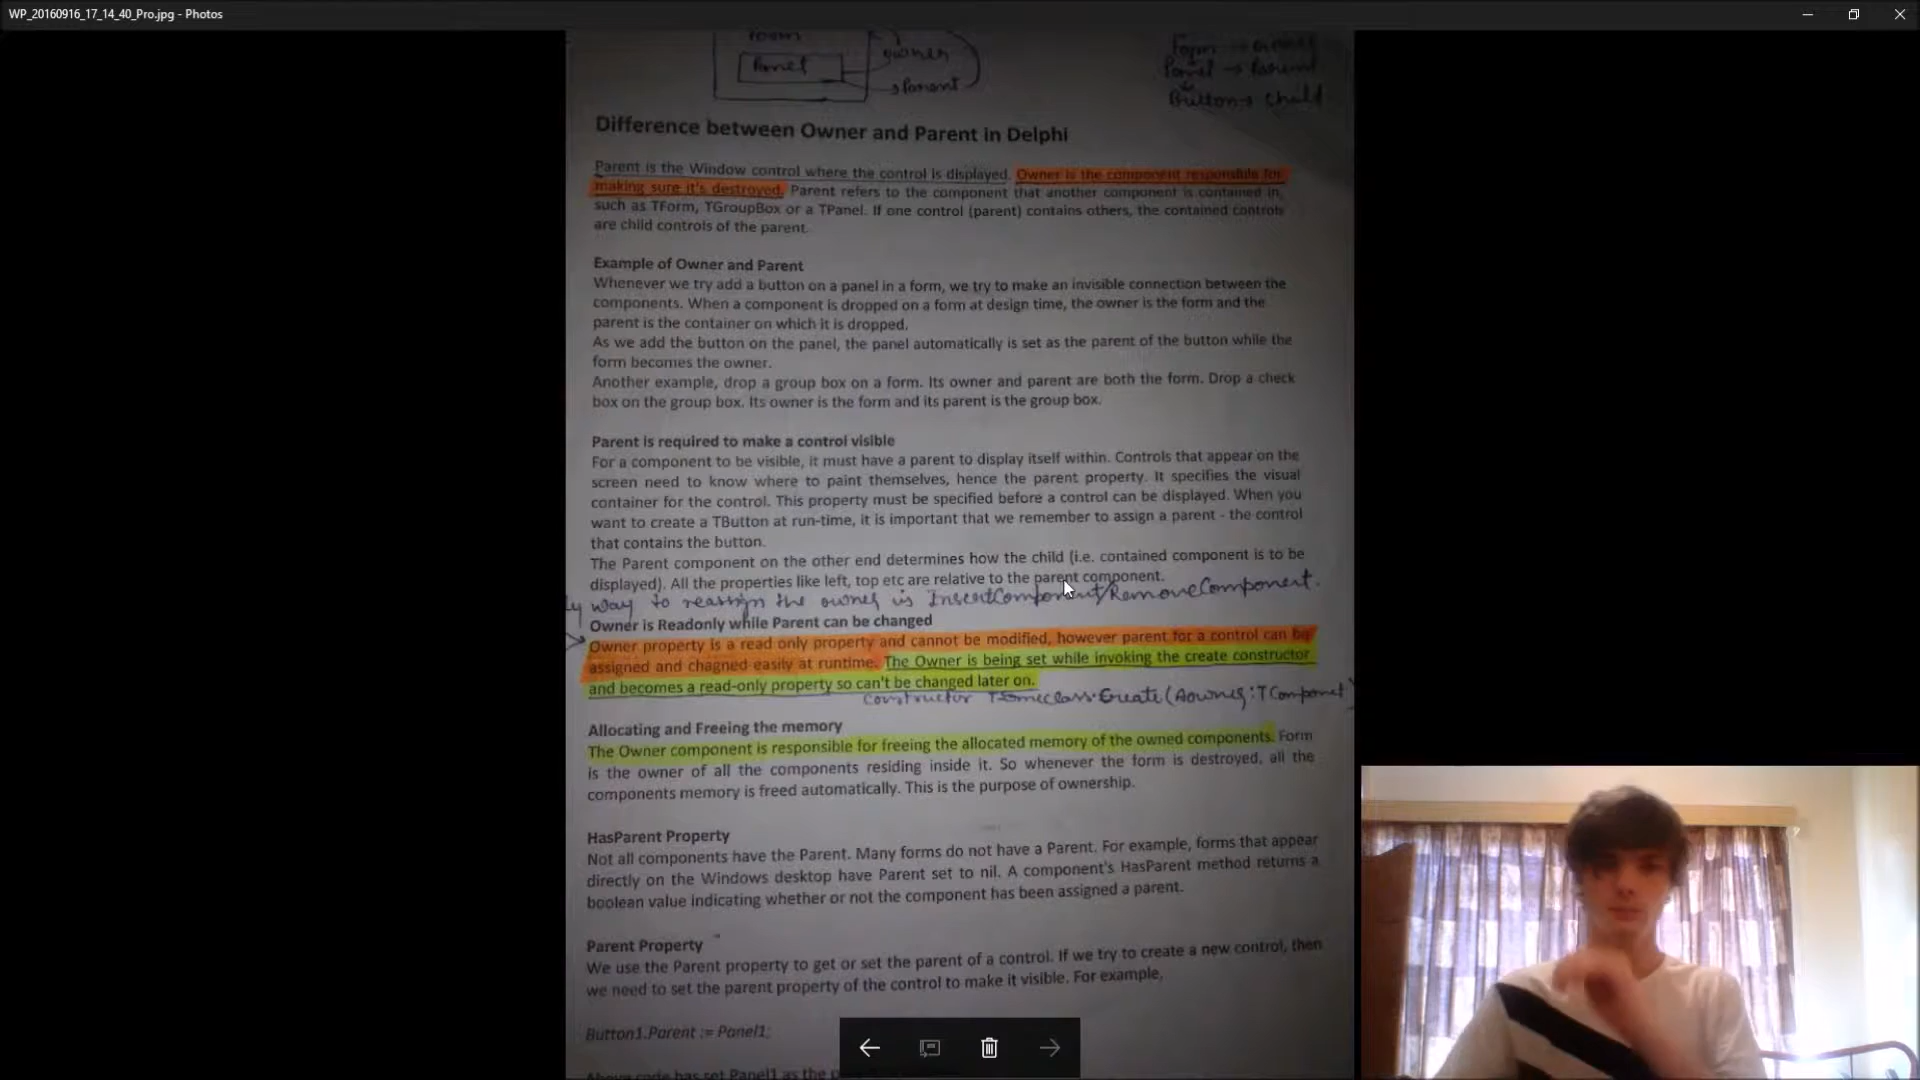 WP_20160916_17_14_40_Pro.jpg - Photos
Form
Panel
owner
→ Parent
Form → owner
Panel → Parent
Button → child
Difference between Owner and Parent in Delphi
Parent is the Window control where the control is displayed. Owner is the component responsible for
making sure it's destroyed. Parent refers to the component that another component is contained in,
such as TForm, TGroupBox or a TPanel. If one control (parent) contains others, the contained controls
are child controls of the parent.
Example of Owner and Parent
Whenever we try add a button on a panel in a form, we try to make an invisible connection between the
components. When a component is dropped on a form at design time, the owner is the form and the
parent is the container on which it is dropped.
As we add the button on the panel, the panel automatically is set as the parent of the button while the
form becomes the owner.
Another example, drop a group box on a form. Its owner and parent are both the form. Drop a check
box on the group box. Its owner is the form and its parent is the group box.
Parent is required to make a control visible
For a component to be visible, it must have a parent to display itself within. Controls that appear on the
screen need to know where to paint themselves, hence the parent property. It specifies the visual
container for the control. This property must be specified before a control can be displayed. When you
want to create a TButton at run-time, it is important that we remember to assign a parent - the control
that contains the button.
The Parent component on the other end determines how the child (i.e. contained component is to be
displayed). All the properties like left, top etc are relative to the parent component.
ly way to reassign the owner is InsertComponent/RemoveComponent.
Owner is Readonly while Parent can be changed
Owner property is a read only property and cannot be modified, however parent for a control can be
assigned and chagned easily at runtime. The Owner is being set while invoking the create constructor
and becomes a read-only property so can't be changed later on.
Constructor TSomeclass.Create(Aowner:TComponent
Allocating and Freeing the memory
The Owner component is responsible for freeing the allocated memory of the owned components. Form
is the owner of all the components residing inside it. So whenever the form is destroyed, all the
components memory is freed automatically. This is the purpose of ownership.
HasParent Property
Not all components have the Parent. Many forms do not have a Parent. For example, forms that appear
directly on the Windows desktop have Parent set to nil. A component's HasParent method returns a
boolean value indicating whether or not the component has been assigned a parent.
Parent Property
We use the Parent property to get or set the parent of a control. If we try to create a new control, then
we need to set the parent property of the control to make it visible. For example,
Button1.Parent := Panel1;
Above code has set Panel1 as the